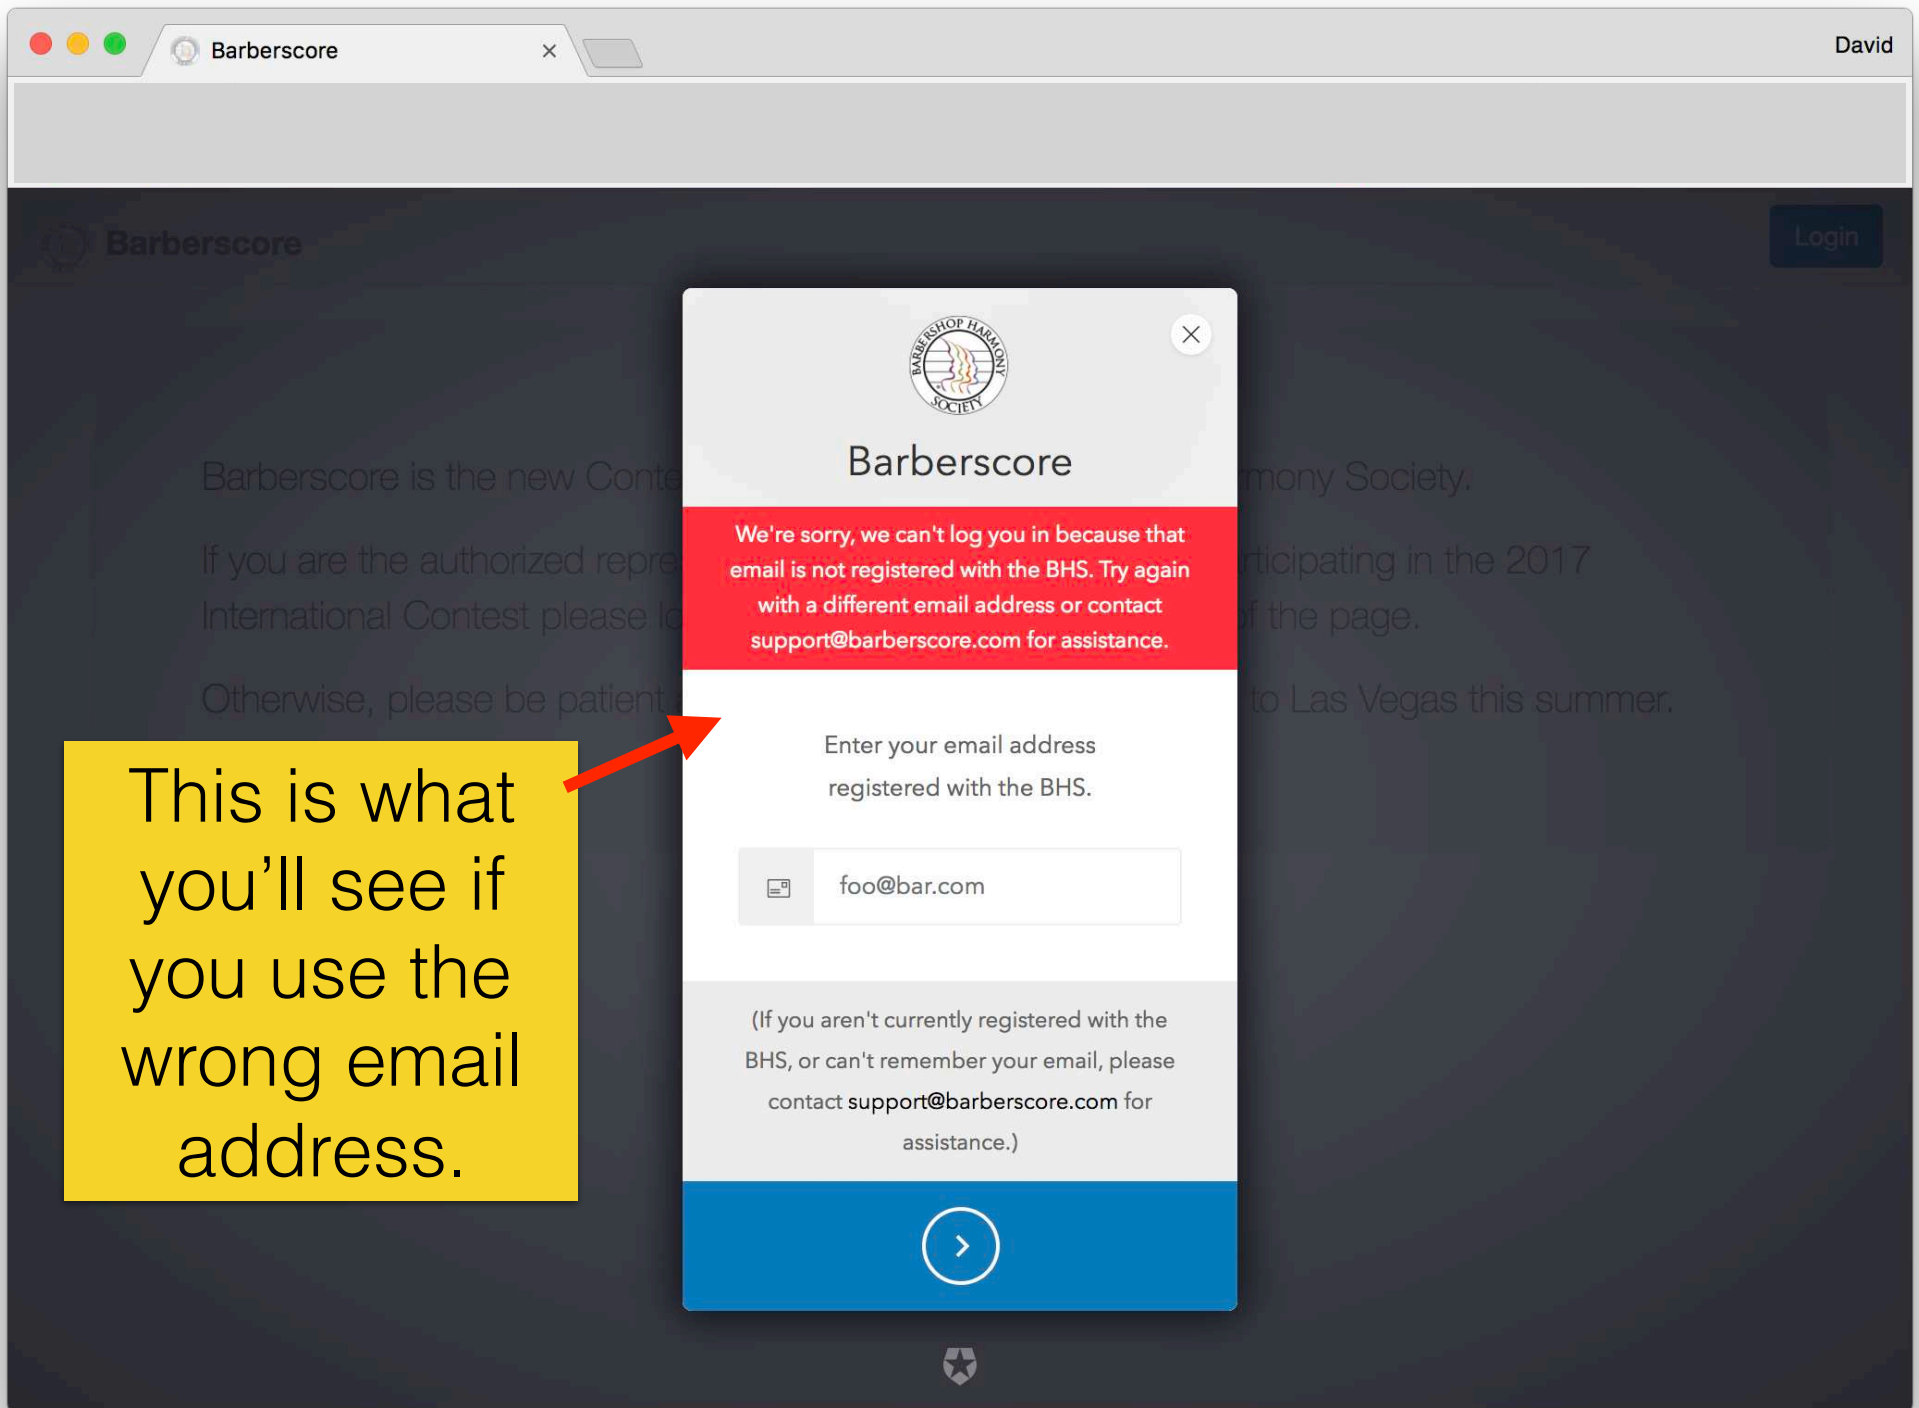 Barberscore
David
Barberscore
Login
BARBERSHOP HARMONY
SOCIETY
Barberscore
Barberscore is the new Conte
mony Society.
If you are the authorized repre
rticipating in the 2017
International Contest please lo
f the page.
Otherwise, please be patient
to Las Vegas this summer.
We're sorry, we can't log you in because that
email is not registered with the BHS. Try again
with a different email address or contact
support@barberscore.com for assistance.
Enter your email address
registered with the BHS.
foo@bar.com
(If you aren't currently registered with the
BHS, or can't remember your email, please
contact support@barberscore.com for
assistance.)
This is what
you’ll see if
you use the
wrong email
address.